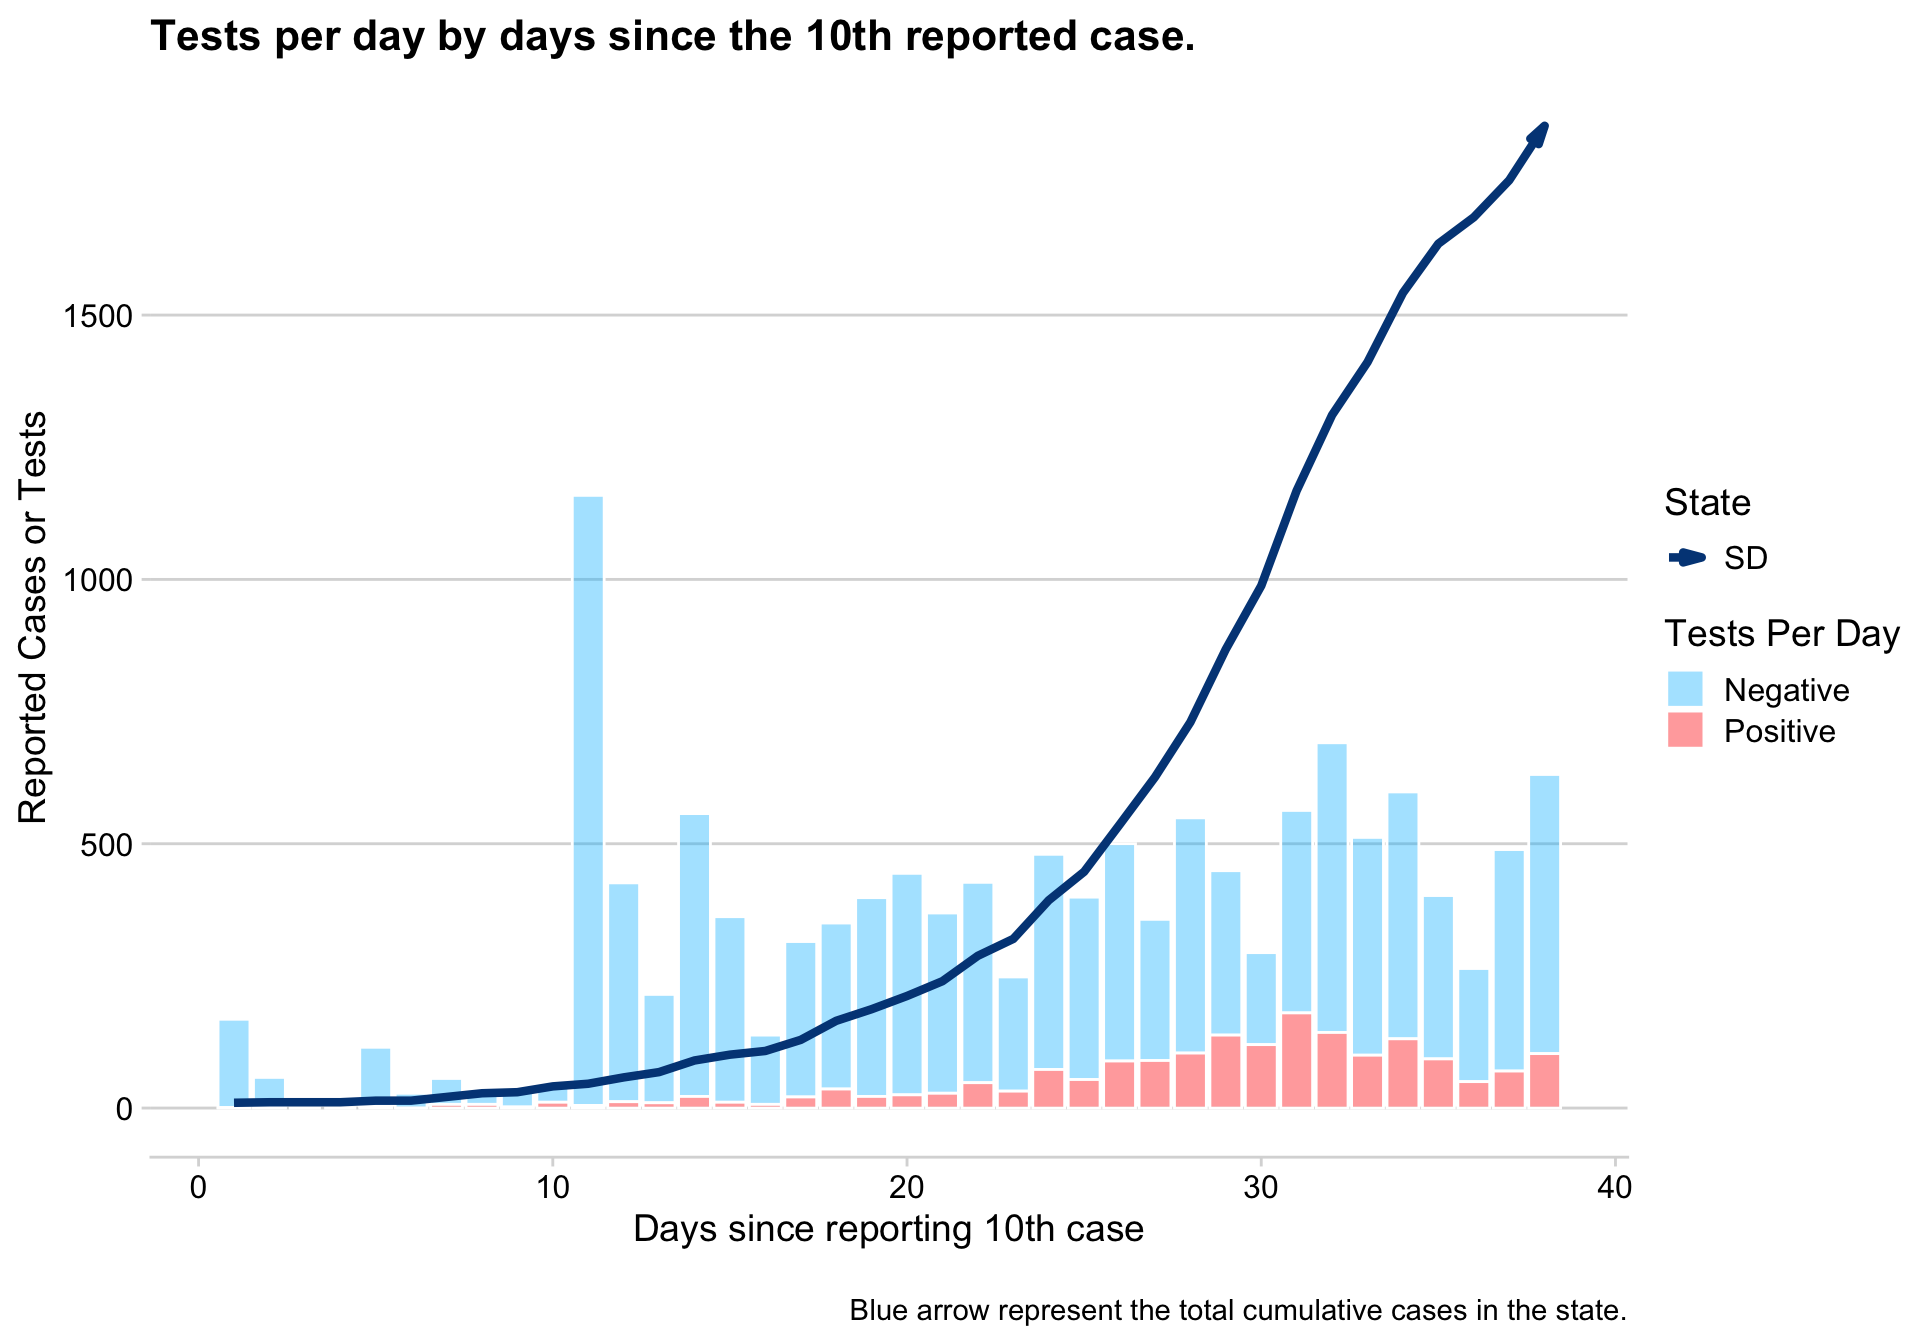 Tests per day by days since the 10th reported case.
Reported Cases or Tests
1500
1000
500
0
0 10 20 30 40
Days since reporting 10th case
State
SD
Tests Per Day
Negative
Positive
Blue arrow represent the total cumulative cases in the state.